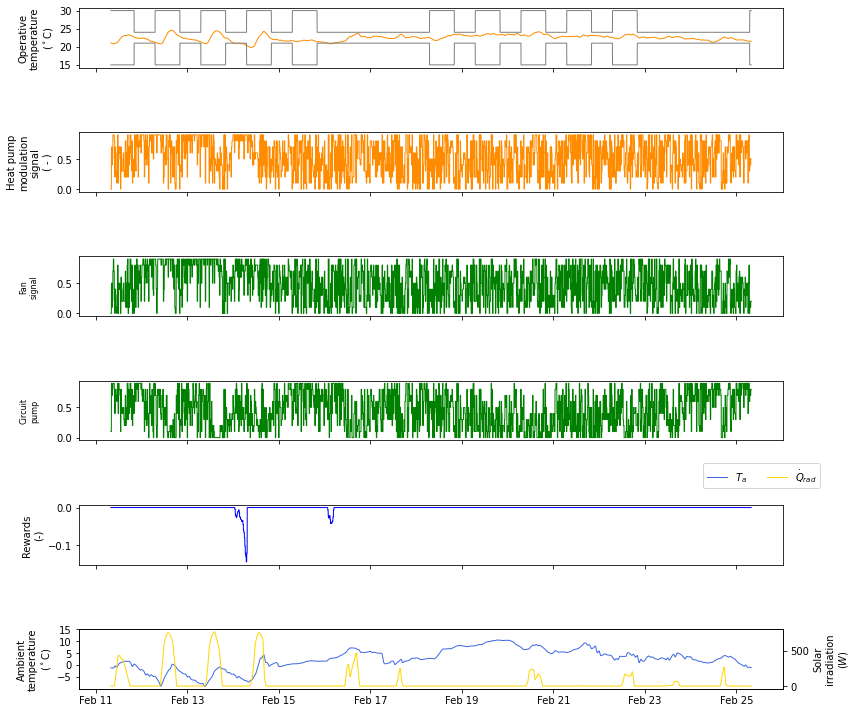 Operative
temperature
(°C)
30
25
20
15
Heat pump
modulation
signal
( - )
0.5
0.0
Fan
signal
0.5
0.0
Circuit
pump
0.5
0.0
T_a
Q̇_rad
Rewards
(-)
0.0
−0.1
Ambient
temperature
(°C)
15
10
5
0
−5
Solar
irradiation
(W)
500
0
Feb 11
Feb 13
Feb 15
Feb 17
Feb 19
Feb 21
Feb 23
Feb 25